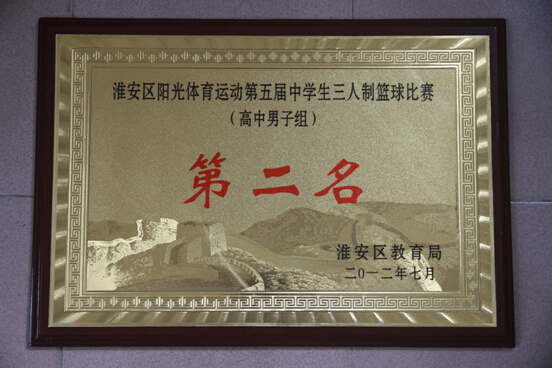 淮安区阳光体育运动第五届中学生三人制篮球比赛
（高中男子组）
第二名
淮安区教育局
二〇一二年七月